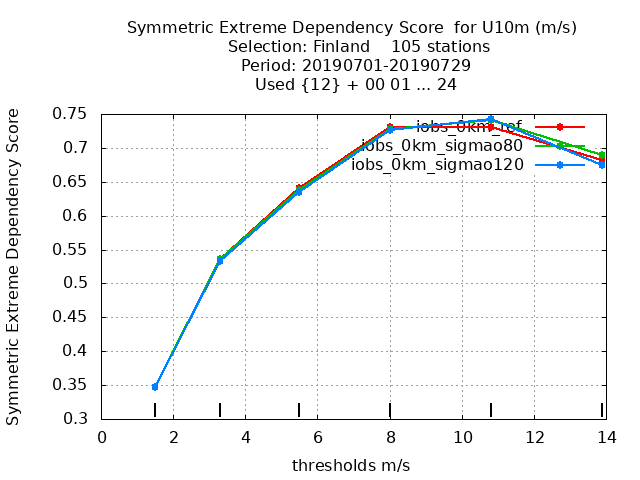 Symmetric Extreme Dependency Score for U10m (m/s)
Selection: Finland 105 stations
Period: 20190701-20190729
Used {12} + 00 01 ... 24
Symmetric Extreme Dependency Score
0.75
0.7
0.65
0.6
0.55
0.5
0.45
0.4
0.35
0.3
iobs_0km_ref
iobs_0km_sigmao80
iobs_0km_sigmao120
0 2 4 6 8 10 12 14
thresholds m/s